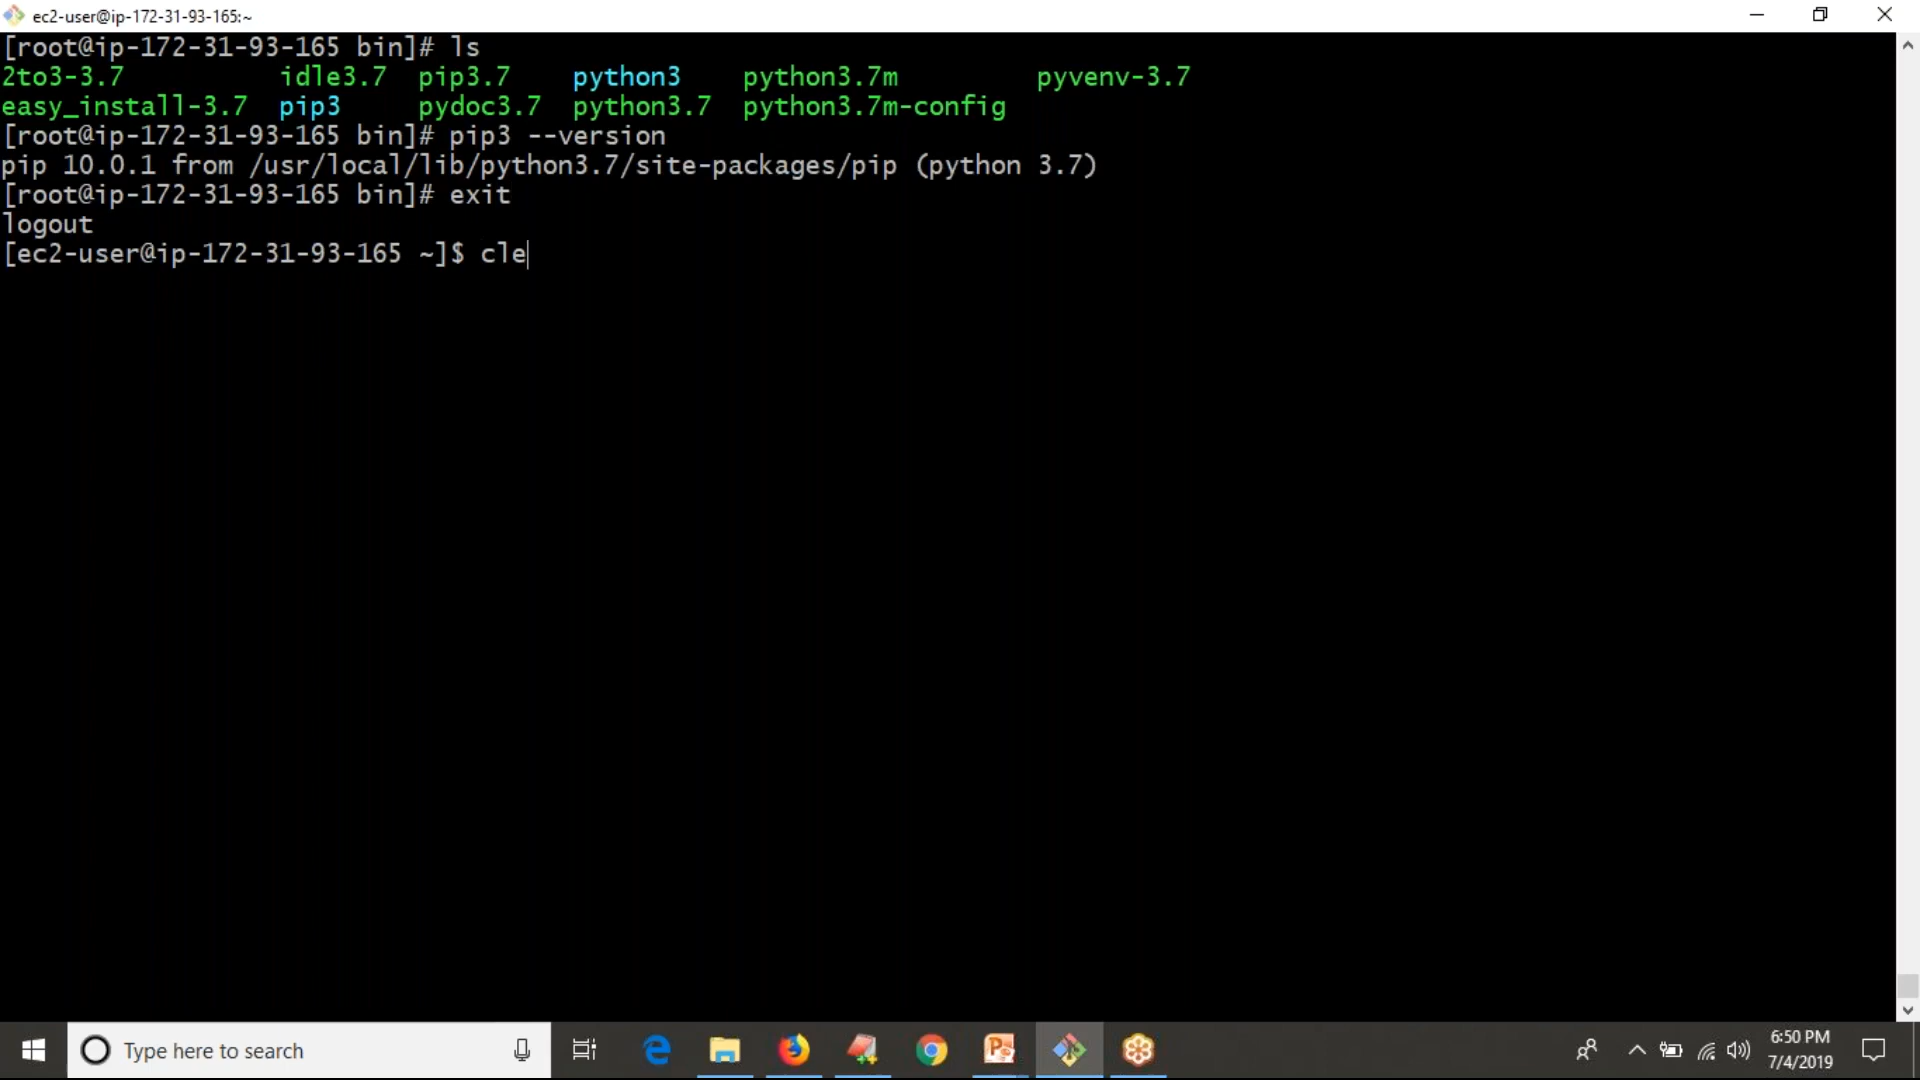 ec2-user@ip-172-31-93-165:~
[root@ip-172-31-93-165 bin]# ls
2to3-3.7 idle3.7 pip3.7 python3 python3.7m pyvenv-3.7
easy_install-3.7 pip3 pydoc3.7 python3.7 python3.7m-config
[root@ip-172-31-93-165 bin]# pip3 --version
pip 10.0.1 from /usr/local/lib/python3.7/site-packages/pip (python 3.7)
[root@ip-172-31-93-165 bin]# exit
logout
[ec2-user@ip-172-31-93-165 ~]$ cle
Type here to search
6:50 PM
7/4/2019